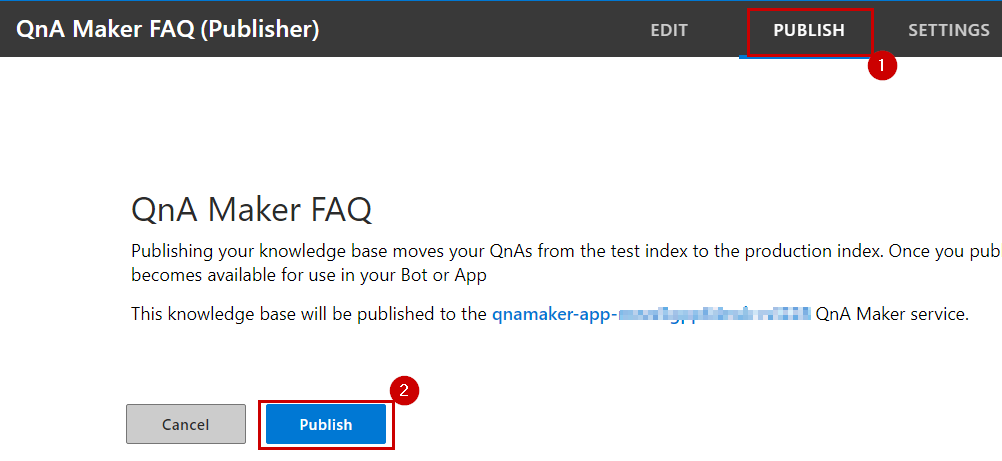 QnA Maker FAQ (Publisher) EDIT PUBLISH SETTINGS
1
QnA Maker FAQ
Publishing your knowledge base moves your QnAs from the test index to the production index. Once you pub
becomes available for use in your Bot or App
This knowledge base will be published to the qnamaker-app- QnA Maker service.
2
Cancel Publish